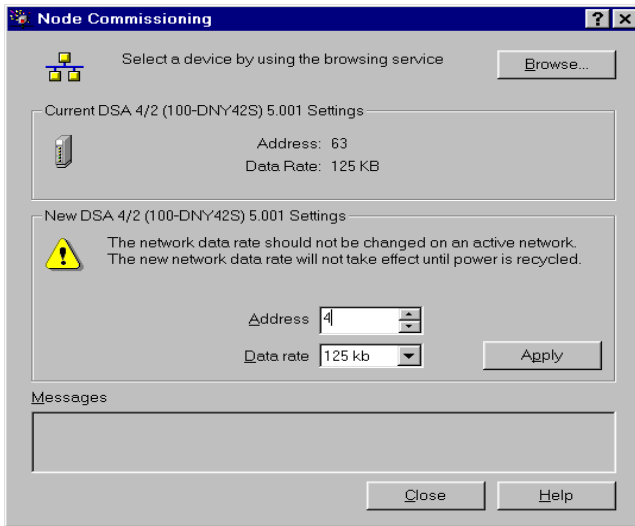 Node Commissioning
Select a device by using the browsing service
Browse...
Current DSA 4/2 (100-DNY42S) 5.001 Settings
Address: 63
Data Rate: 125 KB
New DSA 4/2 (100-DNY42S) 5.001 Settings
The network data rate should not be changed on an active network.
The new network data rate will not take effect until power is recycled.
Address 4
Data rate 125 kb
Apply
Messages
Close
Help